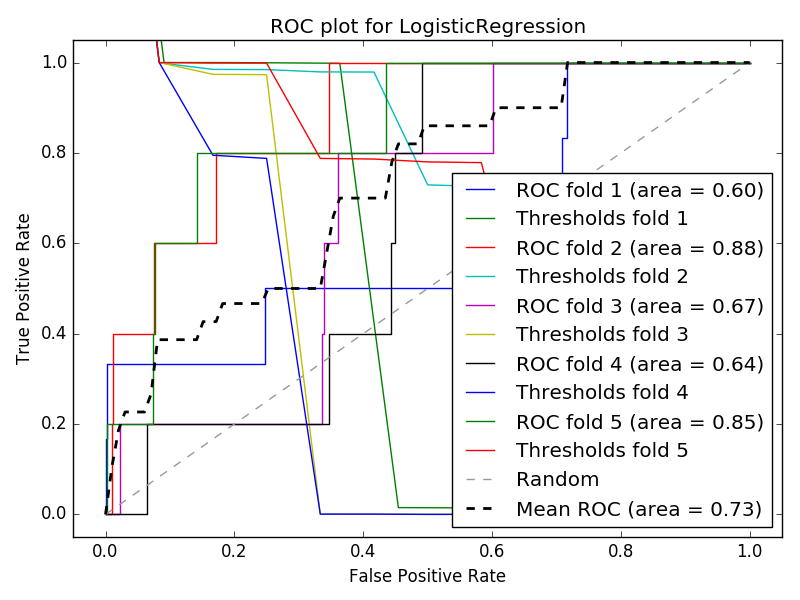 ROC plot for LogisticRegression
True Positive Rate
1.0
0.8
0.6
0.4
0.2
0.0
0.0 0.2 0.4 0.6 0.8 1.0
False Positive Rate
ROC fold 1 (area = 0.60)
Thresholds fold 1
ROC fold 2 (area = 0.88)
Thresholds fold 2
ROC fold 3 (area = 0.67)
Thresholds fold 3
ROC fold 4 (area = 0.64)
Thresholds fold 4
ROC fold 5 (area = 0.85)
Thresholds fold 5
Random
Mean ROC (area = 0.73)